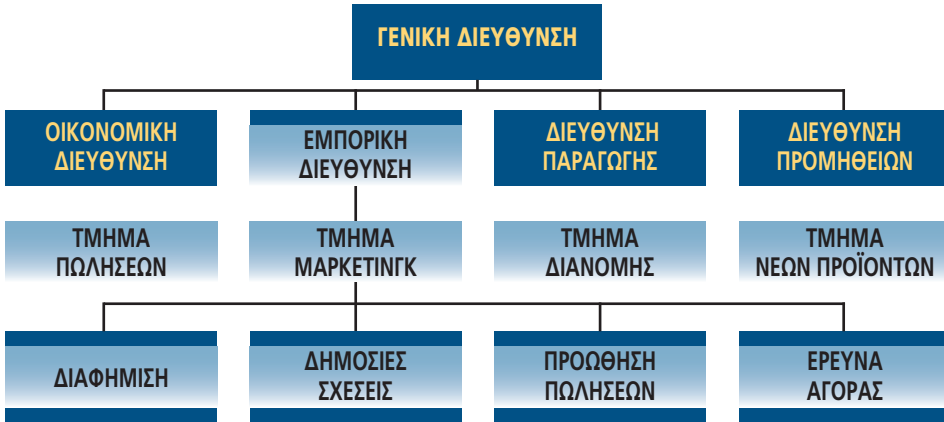 ΓΕΝΙΚΗ ΔΙΕΥΘΥΝΣΗ
ΟΙΚΟΝΟΜΙΚΗ
ΔΙΕΥΘΥΝΣΗ
ΕΜΠΟΡΙΚΗ
ΔΙΕΥΘΥΝΣΗ
ΔΙΕΥΘΥΝΣΗ
ΠΑΡΑΓΩΓΗΣ
ΔΙΕΥΘΥΝΣΗ
ΠΡΟΜΗΘΕΙΩΝ
ΤΜΗΜΑ
ΠΩΛΗΣΕΩΝ
ΤΜΗΜΑ
ΜΑΡΚΕΤΙΝΓΚ
ΤΜΗΜΑ
ΔΙΑΝΟΜΗΣ
ΤΜΗΜΑ
ΝΕΩΝ ΠΡΟΪΟΝΤΩΝ
ΔΙΑΦΗΜΙΣΗ
ΔΗΜΟΣΙΕΣ
ΣΧΕΣΕΙΣ
ΠΡΟΩΘΗΣΗ
ΠΩΛΗΣΕΩΝ
ΕΡΕΥΝΑ
ΑΓΟΡΑΣ